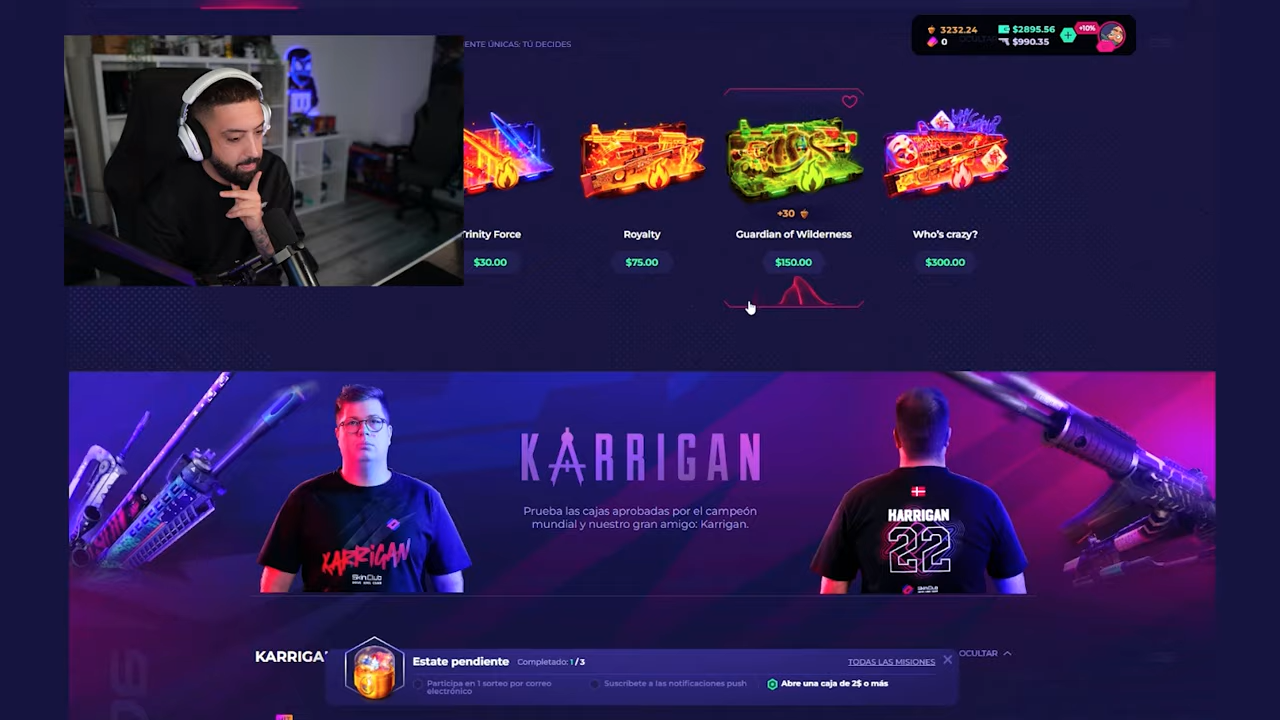 ENTE ÚNICAS: TÚ DECIDES
3232.24
$2895.56
+10%
0
$990.35
+30
Trinity Force
Royalty
Guardian of Wilderness
Who's crazy?
$30.00
$75.00
$150.00
$300.00
KARRIGAN
Prueba las cajas aprobadas por el campeón
mundial y nuestro gran amigo: Karrigan.
KARRIGAN
SkinClub
HARRIGAN
22
SkinClub
KARRIGA
OCULTAR
Estate pendiente
Completado: 1 / 3
TODAS LAS MISIONES
Participa en 1 sorteo por correo
electrónico
Suscríbete a las notificaciones push
Abre una caja de 2$ o más